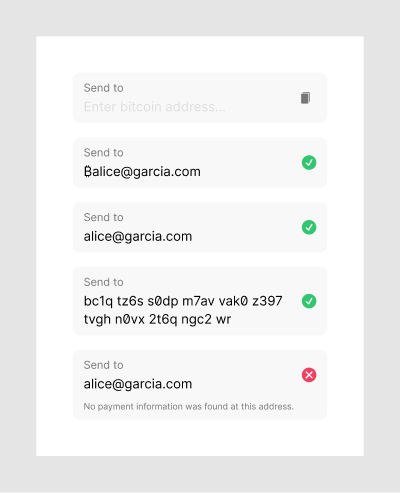 Send to
Enter bitcoin address...
Send to
₿alice@garcia.com
Send to
alice@garcia.com
Send to
bc1q tz6s s0dp m7av vak0 z397
tvgh n0vx 2t6q ngc2 wr
Send to
alice@garcia.com
No payment information was found at this address.